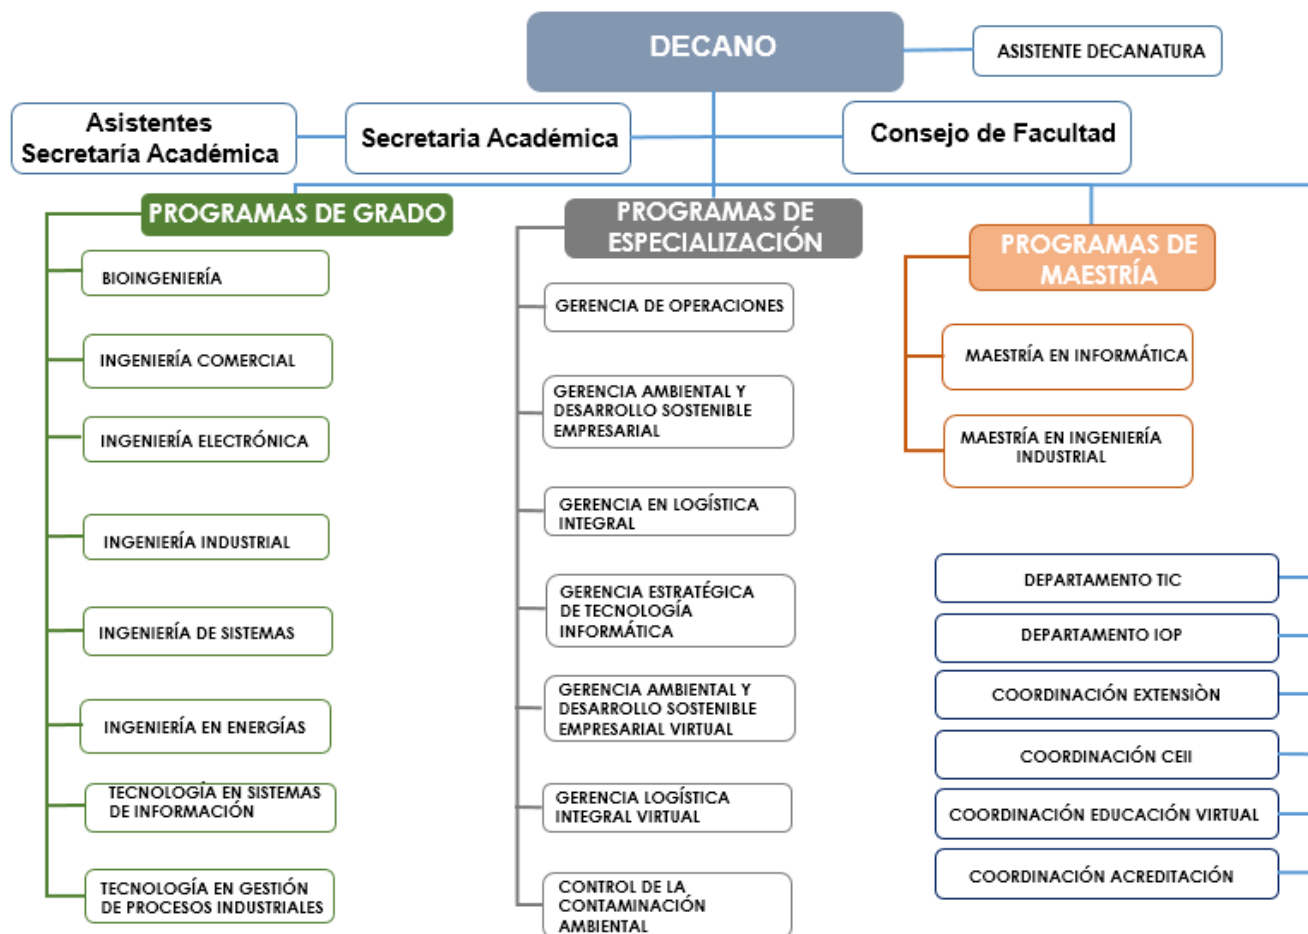 DECANO
ASISTENTE DECANATURA
Asistentes
Secretaría Académica
Secretaria Académica
Consejo de Facultad
PROGRAMAS DE GRADO
BIOINGENIERÍA
INGENIERÍA COMERCIAL
INGENIERÍA ELECTRÓNICA
INGENIERÍA INDUSTRIAL
INGENIERÍA DE SISTEMAS
INGENIERÍA EN ENERGÍAS
TECNOLOGÍA EN SISTEMAS
DE INFORMACIÓN
TECNOLOGÍA EN GESTIÓN
DE PROCESOS INDUSTRIALES
PROGRAMAS DE
ESPECIALIZACIÓN
GERENCIA DE OPERACIONES
GERENCIA AMBIENTAL Y
DESARROLLO SOSTENIBLE
EMPRESARIAL
GERENCIA EN LOGÍSTICA
INTEGRAL
GERENCIA ESTRATÉGICA
DE TECNOLOGÍA
INFORMÁTICA
GERENCIA AMBIENTAL Y
DESARROLLO SOSTENIBLE
EMPRESARIAL VIRTUAL
GERENCIA LOGÍSTICA
INTEGRAL VIRTUAL
CONTROL DE LA
CONTAMINACIÓN
AMBIENTAL
PROGRAMAS DE
MAESTRÍA
MAESTRÍA EN INFORMÁTICA
MAESTRÍA EN INGENIERÍA
INDUSTRIAL
DEPARTAMENTO TIC
DEPARTAMENTO IOP
COORDINACIÓN EXTENSIÒN
COORDINACIÓN CEII
COORDINACIÓN EDUCACIÓN VIRTUAL
COORDINACIÓN ACREDITACIÓN